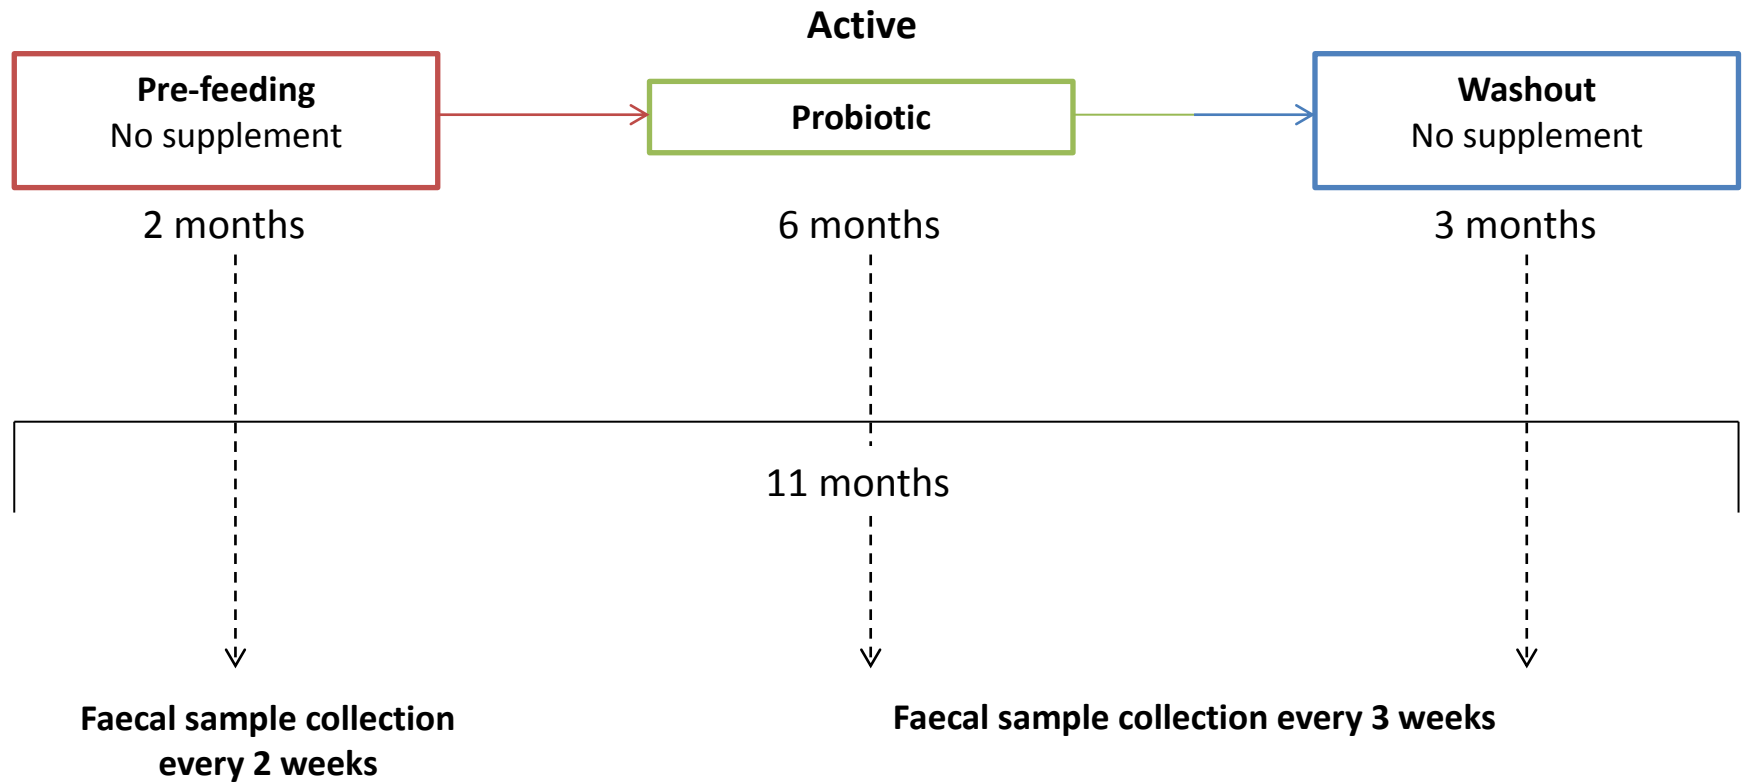 Active
Pre-feeding
No supplement
Probiotic
Washout
No supplement
2 months
6 months
3 months
11 months
Faecal sample collection
every 2 weeks
Faecal sample collection every 3 weeks